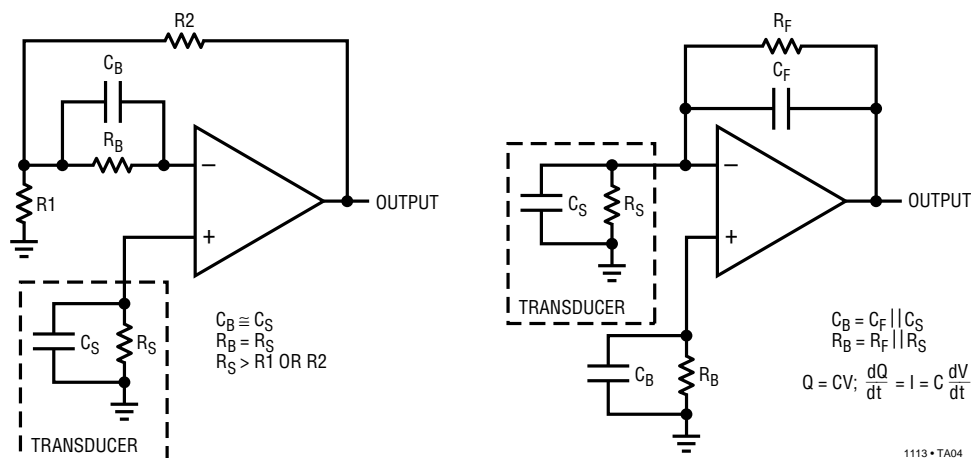 R2
C_B
R_B
−
R1
OUTPUT
+
C_S
R_S
TRANSDUCER
C_B ≅ C_S
R_B = R_S
R_S > R1 OR R2
R_F
C_F
−
C_S
R_S
OUTPUT
+
TRANSDUCER
C_B
R_B
C_B = C_F || C_S
R_B = R_F || R_S
Q = CV; dQ/dt = I = C dV/dt
1113 • TA04